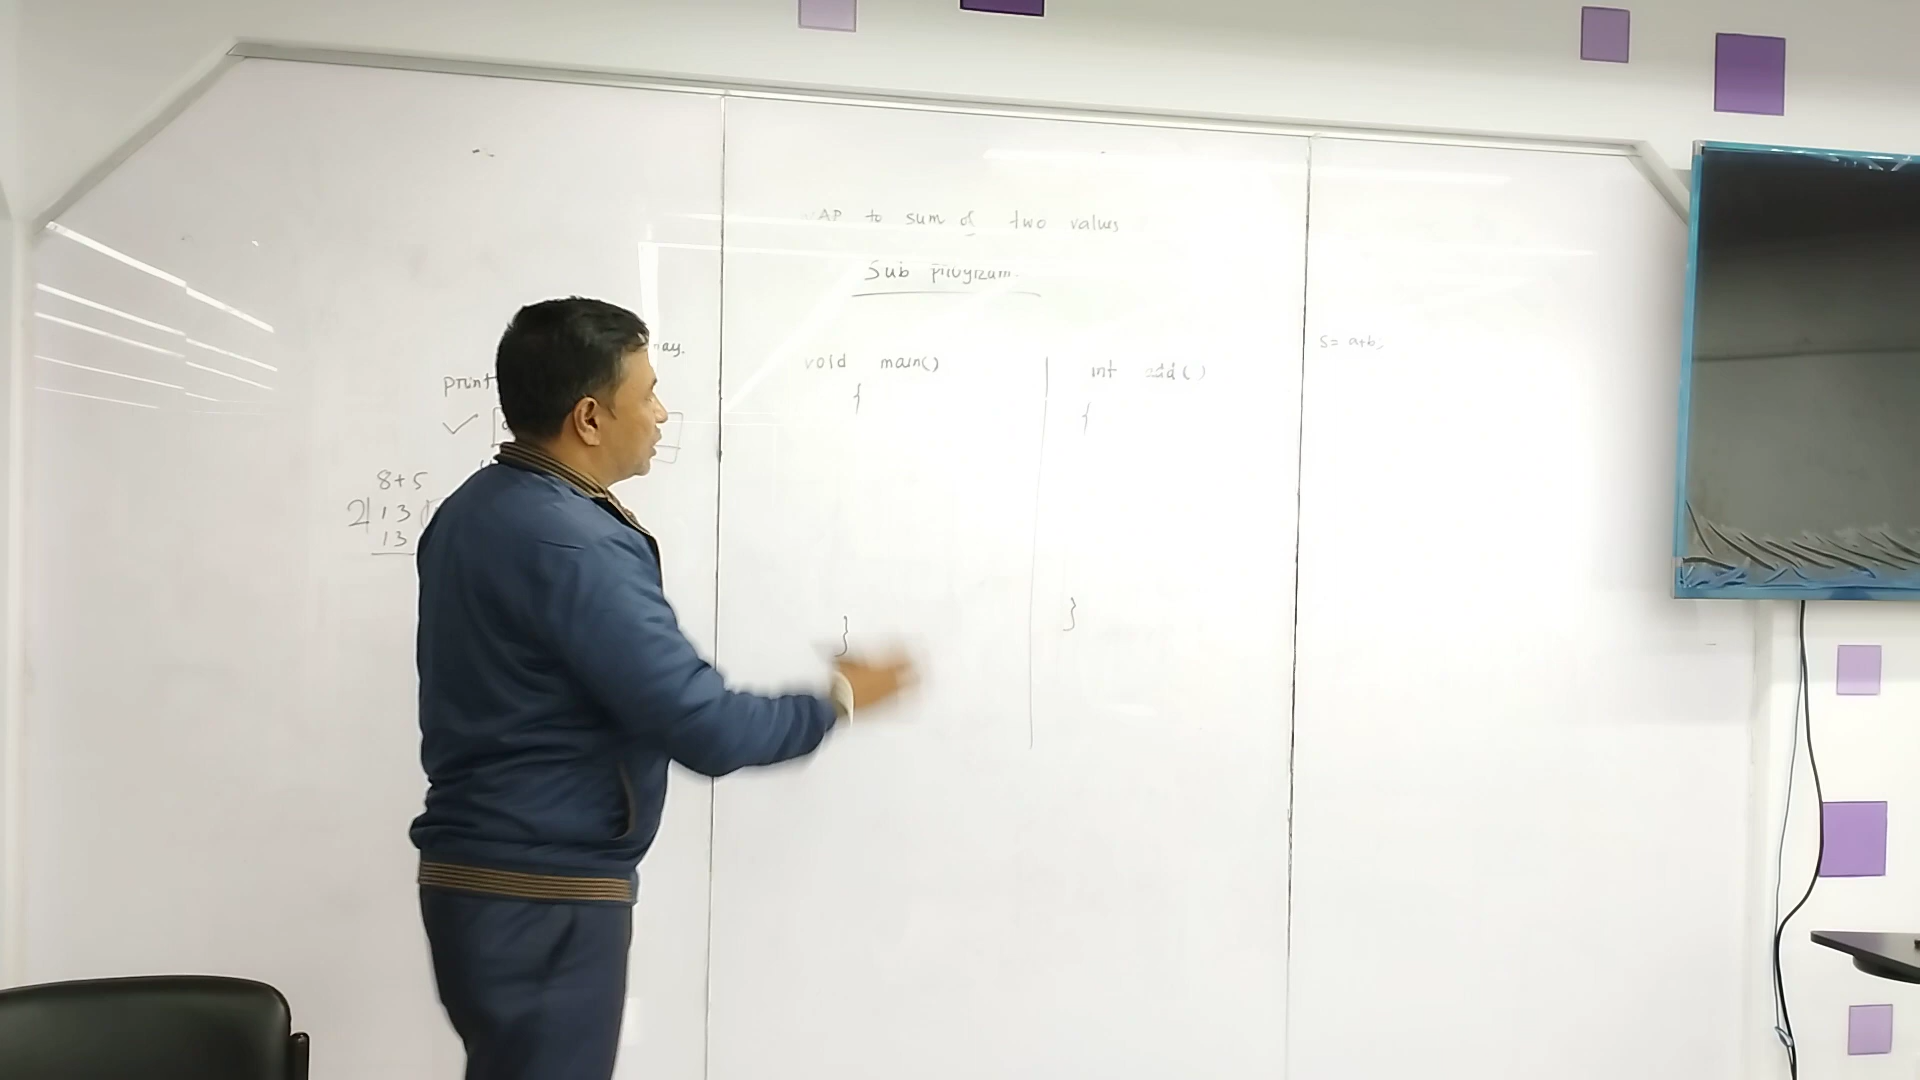 WAP to sum of two values
Sub program.
print
8+5
2 13
13
void main()
{
}
int add()
{
}
s= a+b;